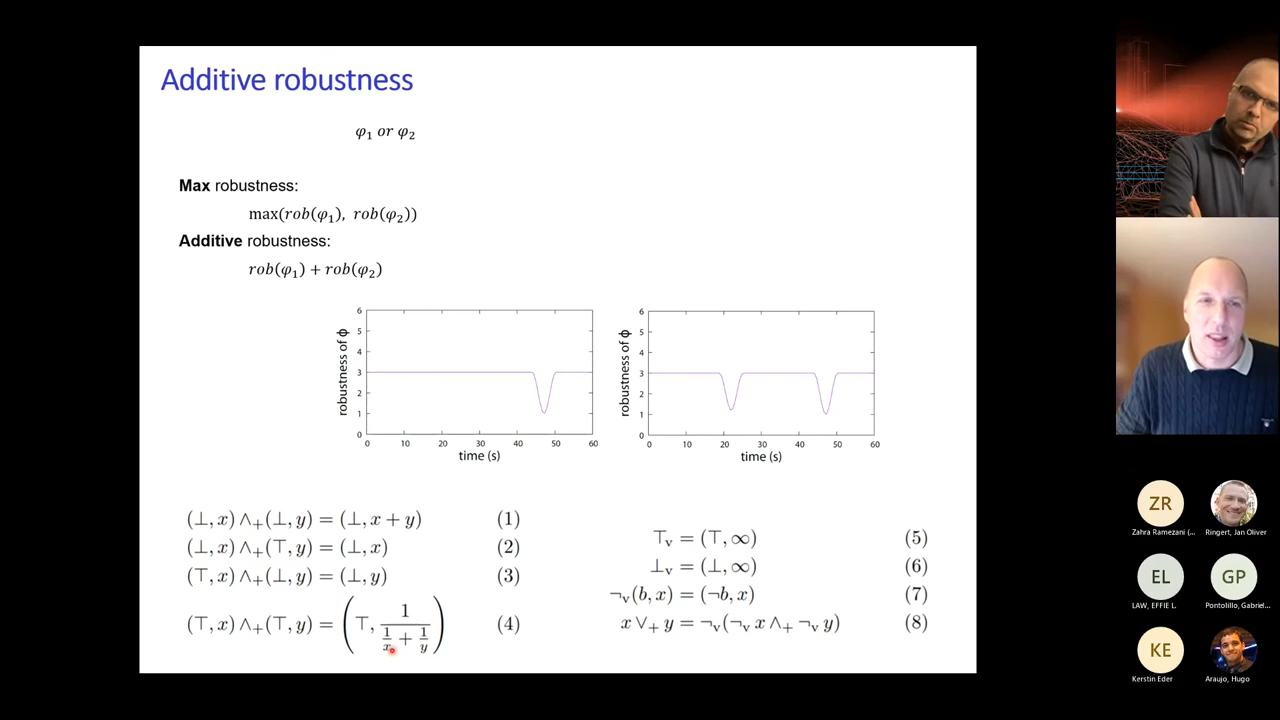 Additive robustness
φ₁ or φ₂
Max robustness:
max(rob(φ₁), rob(φ₂))
Additive robustness:
rob(φ₁) + rob(φ₂)
robustness of ϕ
6
5
4
3
2
1
0
0 10 20 30 40 50 60
time (s)
robustness of ϕ
6
5
4
3
2
1
0
0 10 20 30 40 50 60
time (s)
(⊥, x) ∧₊ (⊥, y) = (⊥, x + y) (1)
(⊥, x) ∧₊ (⊤, y) = (⊥, x) (2)
(⊤, x) ∧₊ (⊥, y) = (⊥, y) (3)
(⊤, x) ∧₊ (⊤, y) = (⊤, 1/(1/x + 1/y)) (4)
⊤ᵥ = (⊤, ∞) (5)
⊥ᵥ = (⊥, ∞) (6)
¬ᵥ(b, x) = (¬b, x) (7)
x ∨₊ y = ¬ᵥ(¬ᵥ x ∧₊ ¬ᵥ y) (8)
ZR
Zahra Ramezani (...
Ringert, Jan Oliver
EL
LAW, EFFIE L.
GP
Pontolillo, Gabriel...
KE
Kerstin Eder
Araujo, Hugo